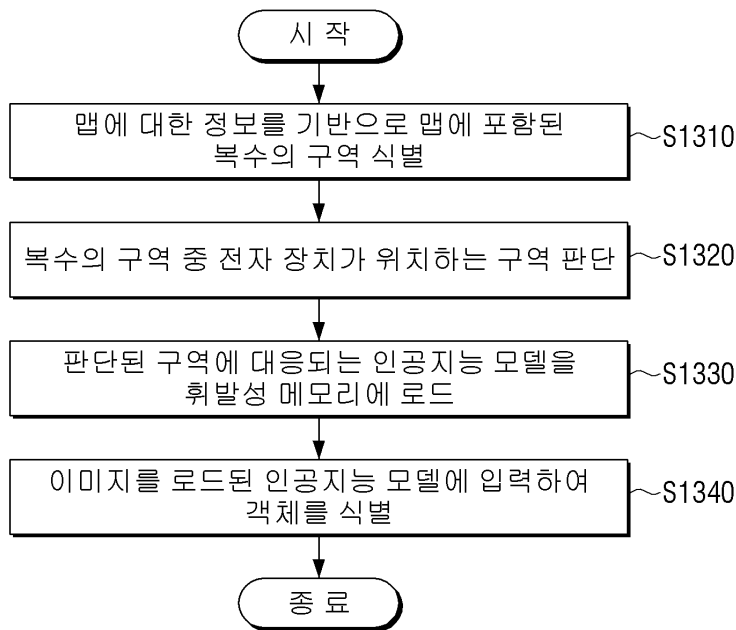 시 작
맵에 대한 정보를 기반으로 맵에 포함된
복수의 구역 식별
S1310
복수의 구역 중 전자 장치가 위치하는 구역 판단
S1320
판단된 구역에 대응되는 인공지능 모델을
휘발성 메모리에 로드
S1330
이미지를 로드된 인공지능 모델에 입력하여
객체를 식별
S1340
종 료